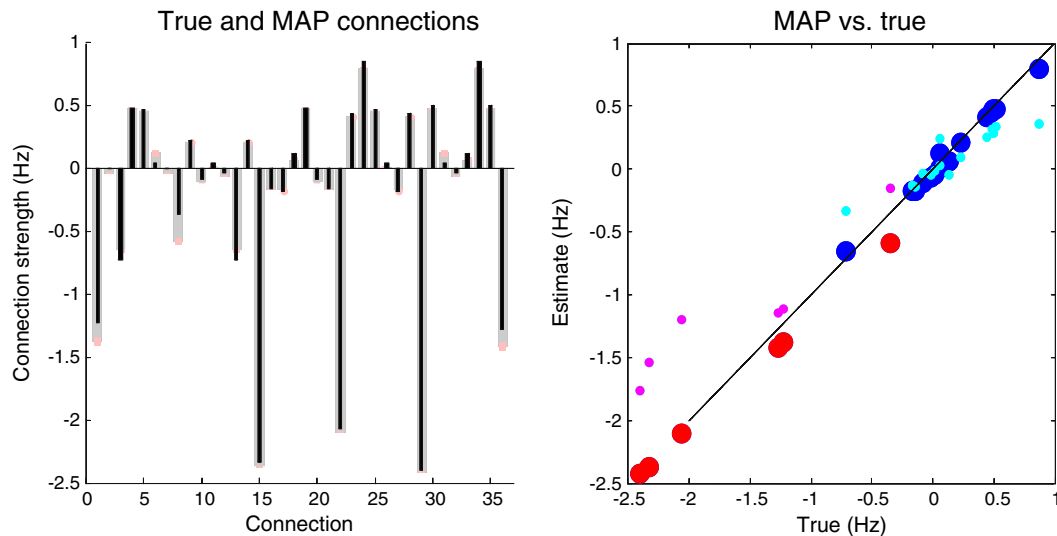 True and MAP connections
1
0.5
0
-0.5
-1
-1.5
-2
-2.5
0 5 10 15 20 25 30 35
Connection strength (Hz)
Connection
MAP vs. true
1
0.5
0
-0.5
-1
-1.5
-2
-2.5
-2.5 -2 -1 -1 -0.5 0 0.5 1
Estimate (Hz)
True (Hz)